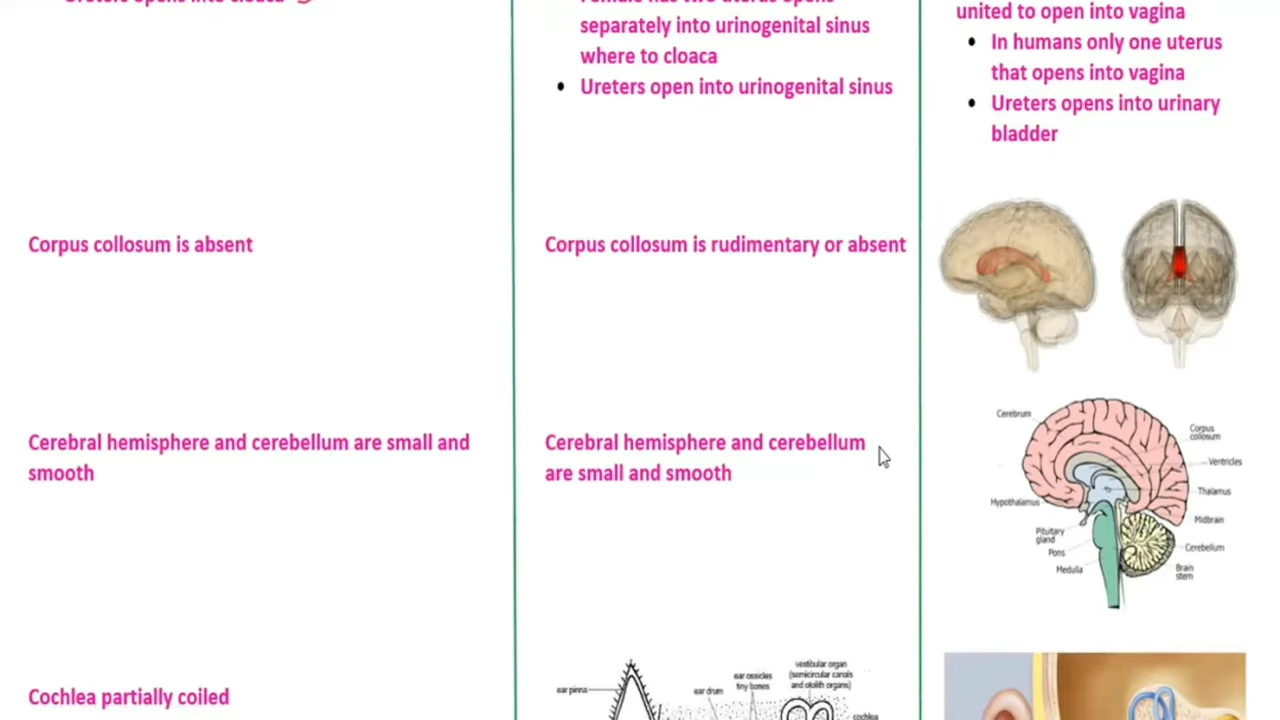 Ureters opens into cloaca
Female has two uterus opens
separately into urinogenital sinus
where to cloaca
• Ureters open into urinogenital sinus
united to open into vagina
• In humans only one uterus
that opens into vagina
• Ureters opens into urinary
bladder
Corpus collosum is absent
Corpus collosum is rudimentary or absent
Cerebral hemisphere and cerebellum are small and
smooth
Cerebral hemisphere and cerebellum
are small and smooth
Cerebrum
Corpus
collosum
Ventricles
Thalamus
Hypothalamus
Midbrain
Pituitary
gland
Pons
Cerebellum
Medulla
Brain
stem
Cochlea partially coiled
ear pinna
ear drum
ear ossicles
tiny bones
vestibular organ
(semicircular canals
and otolith organs)
cochlea